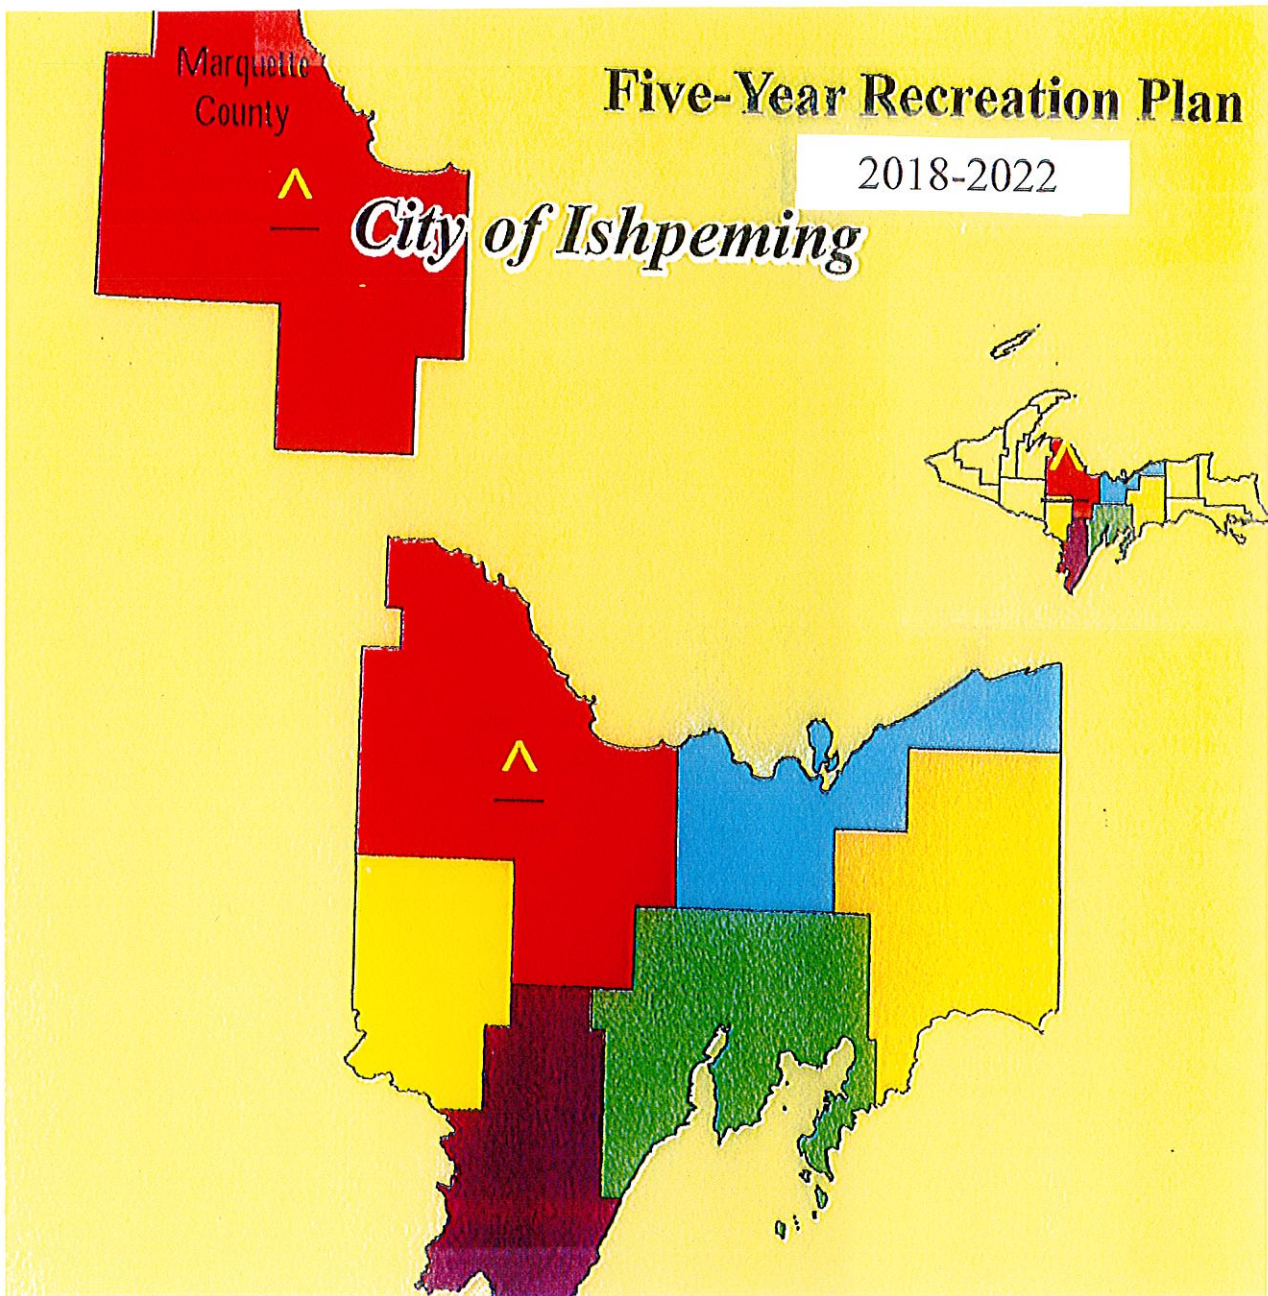 Marquette
County
Five-Year Recreation Plan
2018-2022
City of Ishpeming